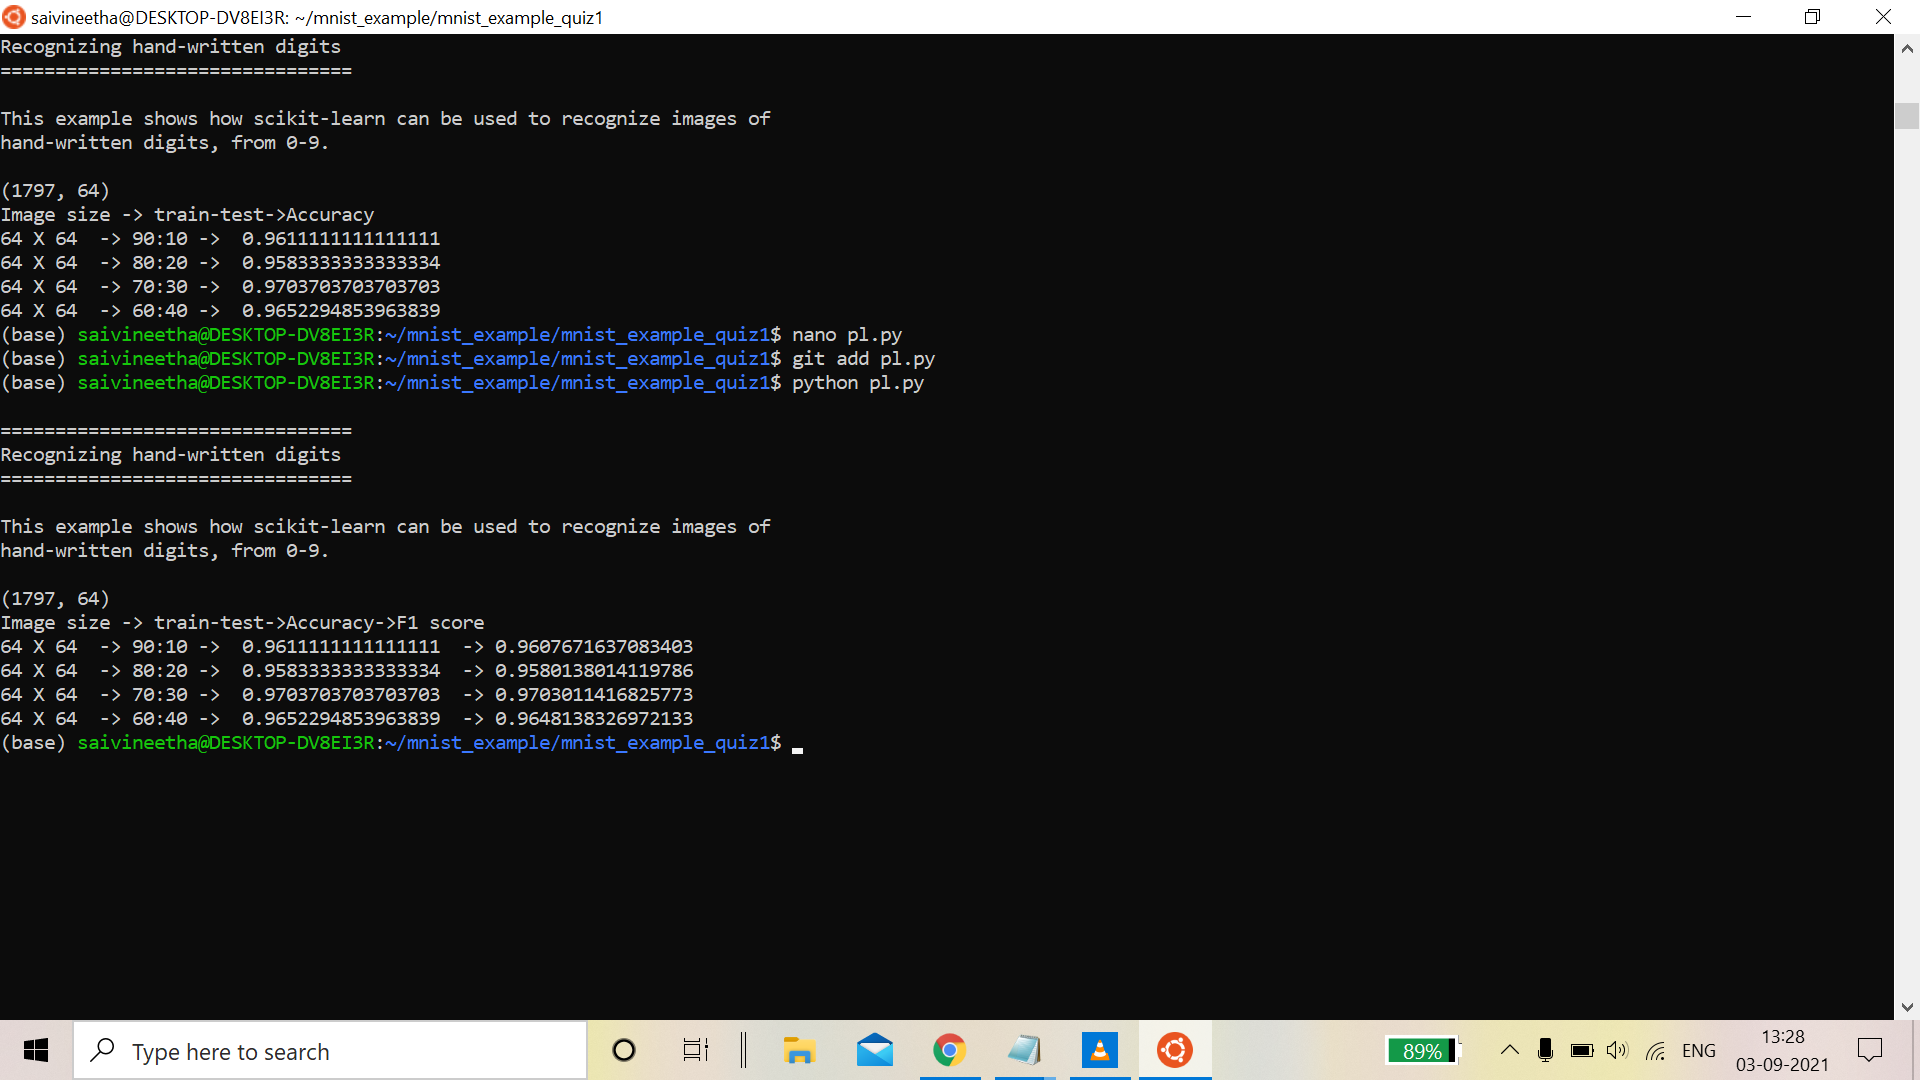 saivineetha@DESKTOP-DV8EI3R: ~/mnist_example/mnist_example_quiz1
Recognizing hand-written digits
================================
This example shows how scikit-learn can be used to recognize images of
hand-written digits, from 0-9.
(1797, 64)
Image size -> train-test->Accuracy
64 X 64  -> 90:10 ->  0.9611111111111111
64 X 64  -> 80:20 ->  0.9583333333333334
64 X 64  -> 70:30 ->  0.9703703703703703
64 X 64  -> 60:40 ->  0.9652294853963839
(base) saivineetha@DESKTOP-DV8EI3R:~/mnist_example/mnist_example_quiz1$ nano pl.py
(base) saivineetha@DESKTOP-DV8EI3R:~/mnist_example/mnist_example_quiz1$ git add pl.py
(base) saivineetha@DESKTOP-DV8EI3R:~/mnist_example/mnist_example_quiz1$ python pl.py
================================
Recognizing hand-written digits
================================
This example shows how scikit-learn can be used to recognize images of
hand-written digits, from 0-9.
(1797, 64)
Image size -> train-test->Accuracy->F1 score
64 X 64  -> 90:10 ->  0.9611111111111111  -> 0.9607671637083403
64 X 64  -> 80:20 ->  0.9583333333333334  -> 0.9580138014119786
64 X 64  -> 70:30 ->  0.9703703703703703  -> 0.9703011416825773
64 X 64  -> 60:40 ->  0.9652294853963839  -> 0.9648138326972133
(base) saivineetha@DESKTOP-DV8EI3R:~/mnist_example/mnist_example_quiz1$
Type here to search
89%
ENG
13:28
03-09-2021